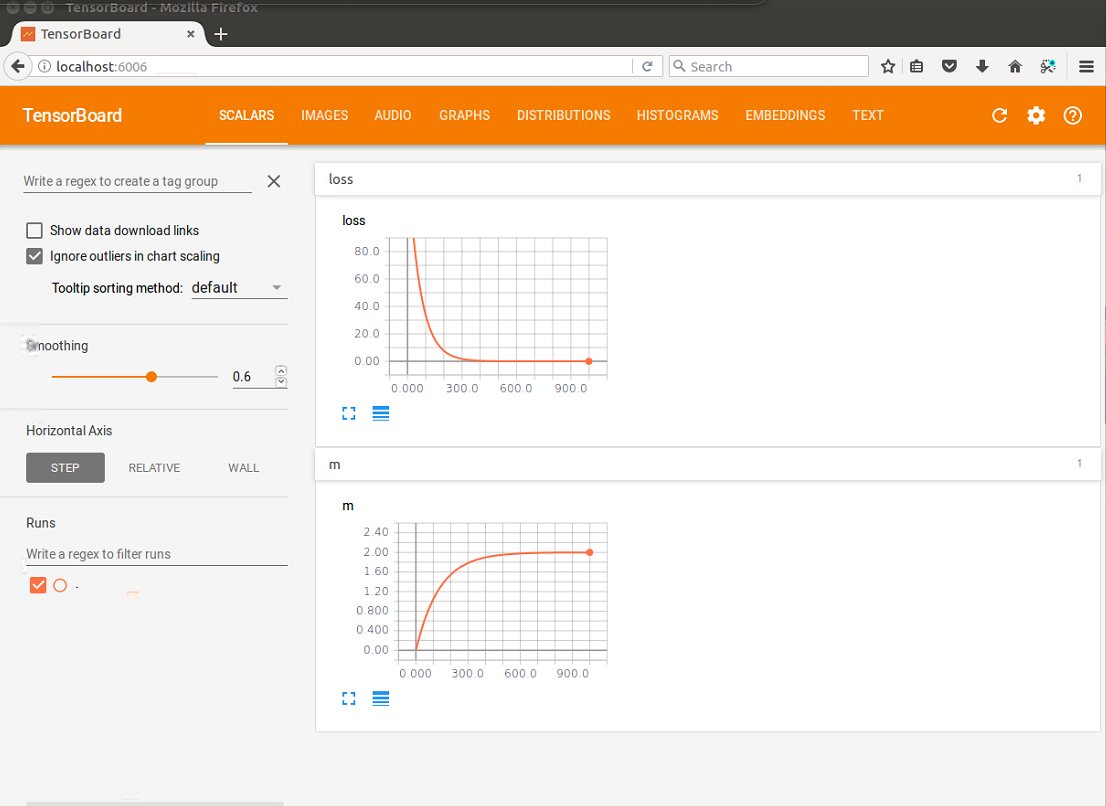 TensorBoard - Mozilla Firefox
TensorBoard
localhost:6006
Search
TensorBoard SCALARS IMAGES AUDIO GRAPHS DISTRIBUTIONS HISTOGRAMS EMBEDDINGS TEXT
Write a regex to create a tag group
Show data download links
Ignore outliers in chart scaling
Tooltip sorting method: default
Smoothing
0.6
Horizontal Axis
STEP RELATIVE WALL
Runs
Write a regex to filter runs
.
loss 1
loss
80.0
60.0
40.0
20.0
0.00
0.000 300.0 600.0 900.0
m 1
m
2.40
2.00
1.60
1.20
0.800
0.400
0.00
0.000 300.0 600.0 900.0